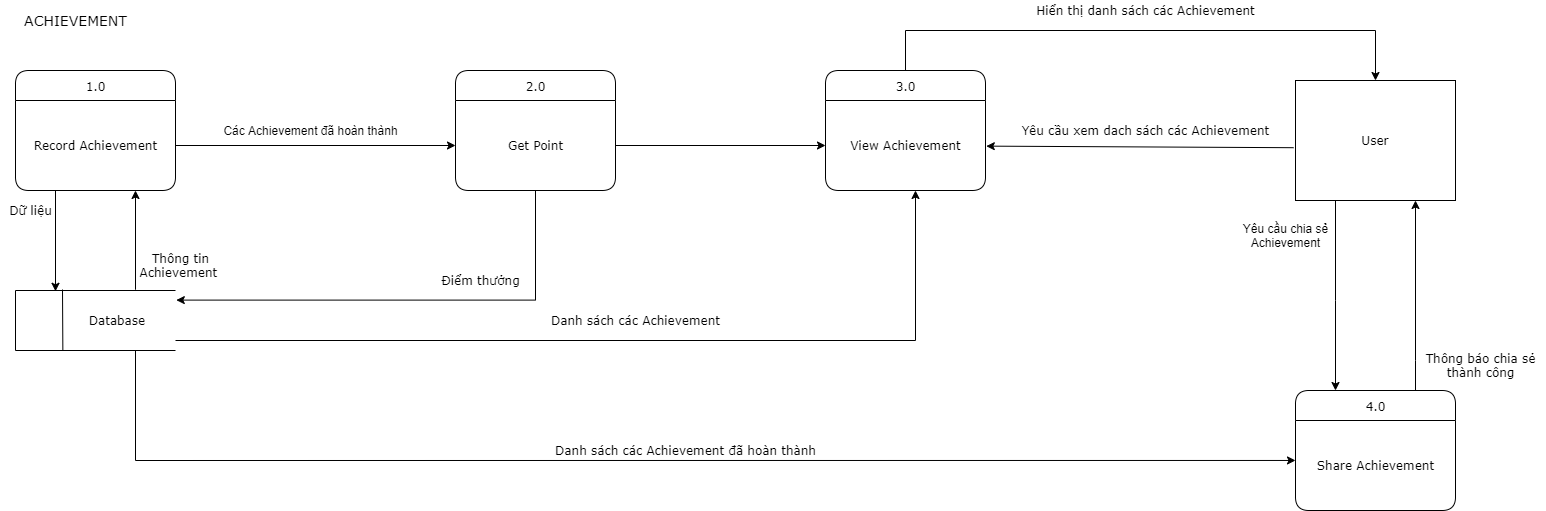 Hiển thị danh sách các Achievement
ACHIEVEMENT
1.0
2.0
3.0
Các Achievement đã hoàn thành
Yêu cầu xem dach sách các Achievement
User
Record Achievement
Get Point
View Achievement
Dữ liệu
Yêu cầu chia sẻ
Achievement
Thông tin
Achievement
Điểm thưởng
Database
Danh sách các Achievement
Thông báo chia sẻ
thành công
4.0
Danh sách các Achievement đã hoàn thành
Share Achievement